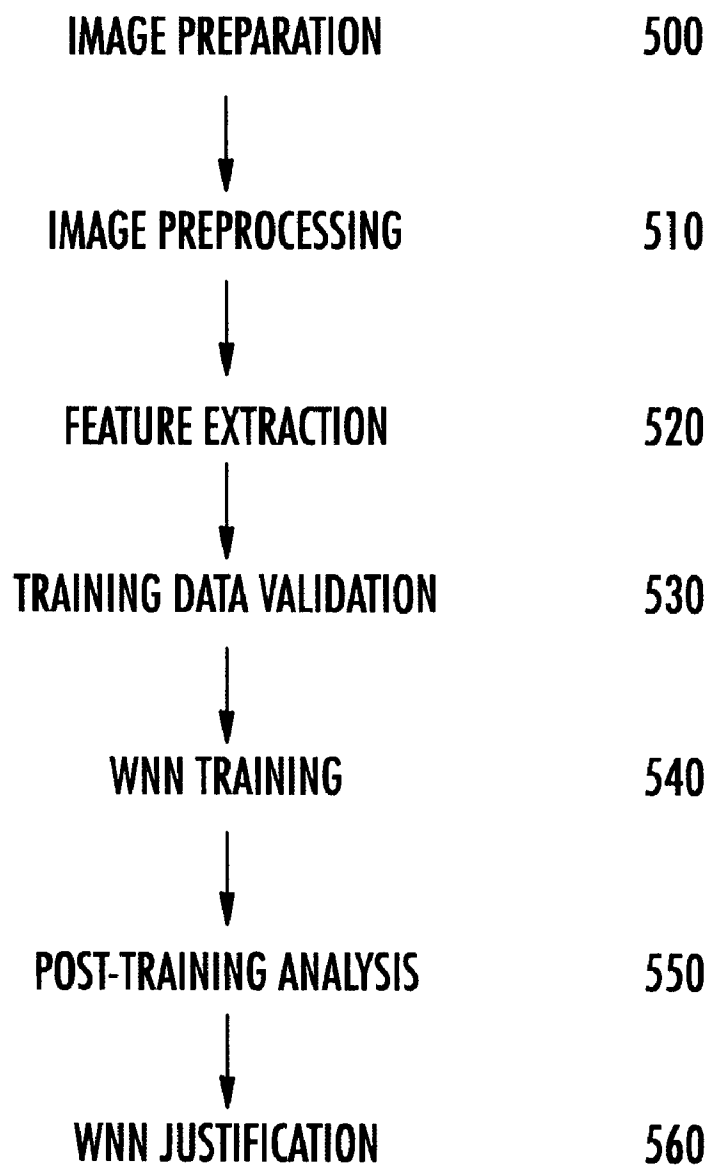 IMAGE PREPARATION 500
IMAGE PREPROCESSING 510
FEATURE EXTRACTION 520
TRAINING DATA VALIDATION 530
WNN TRAINING 540
POST-TRAINING ANALYSIS 550
WNN JUSTIFICATION 560